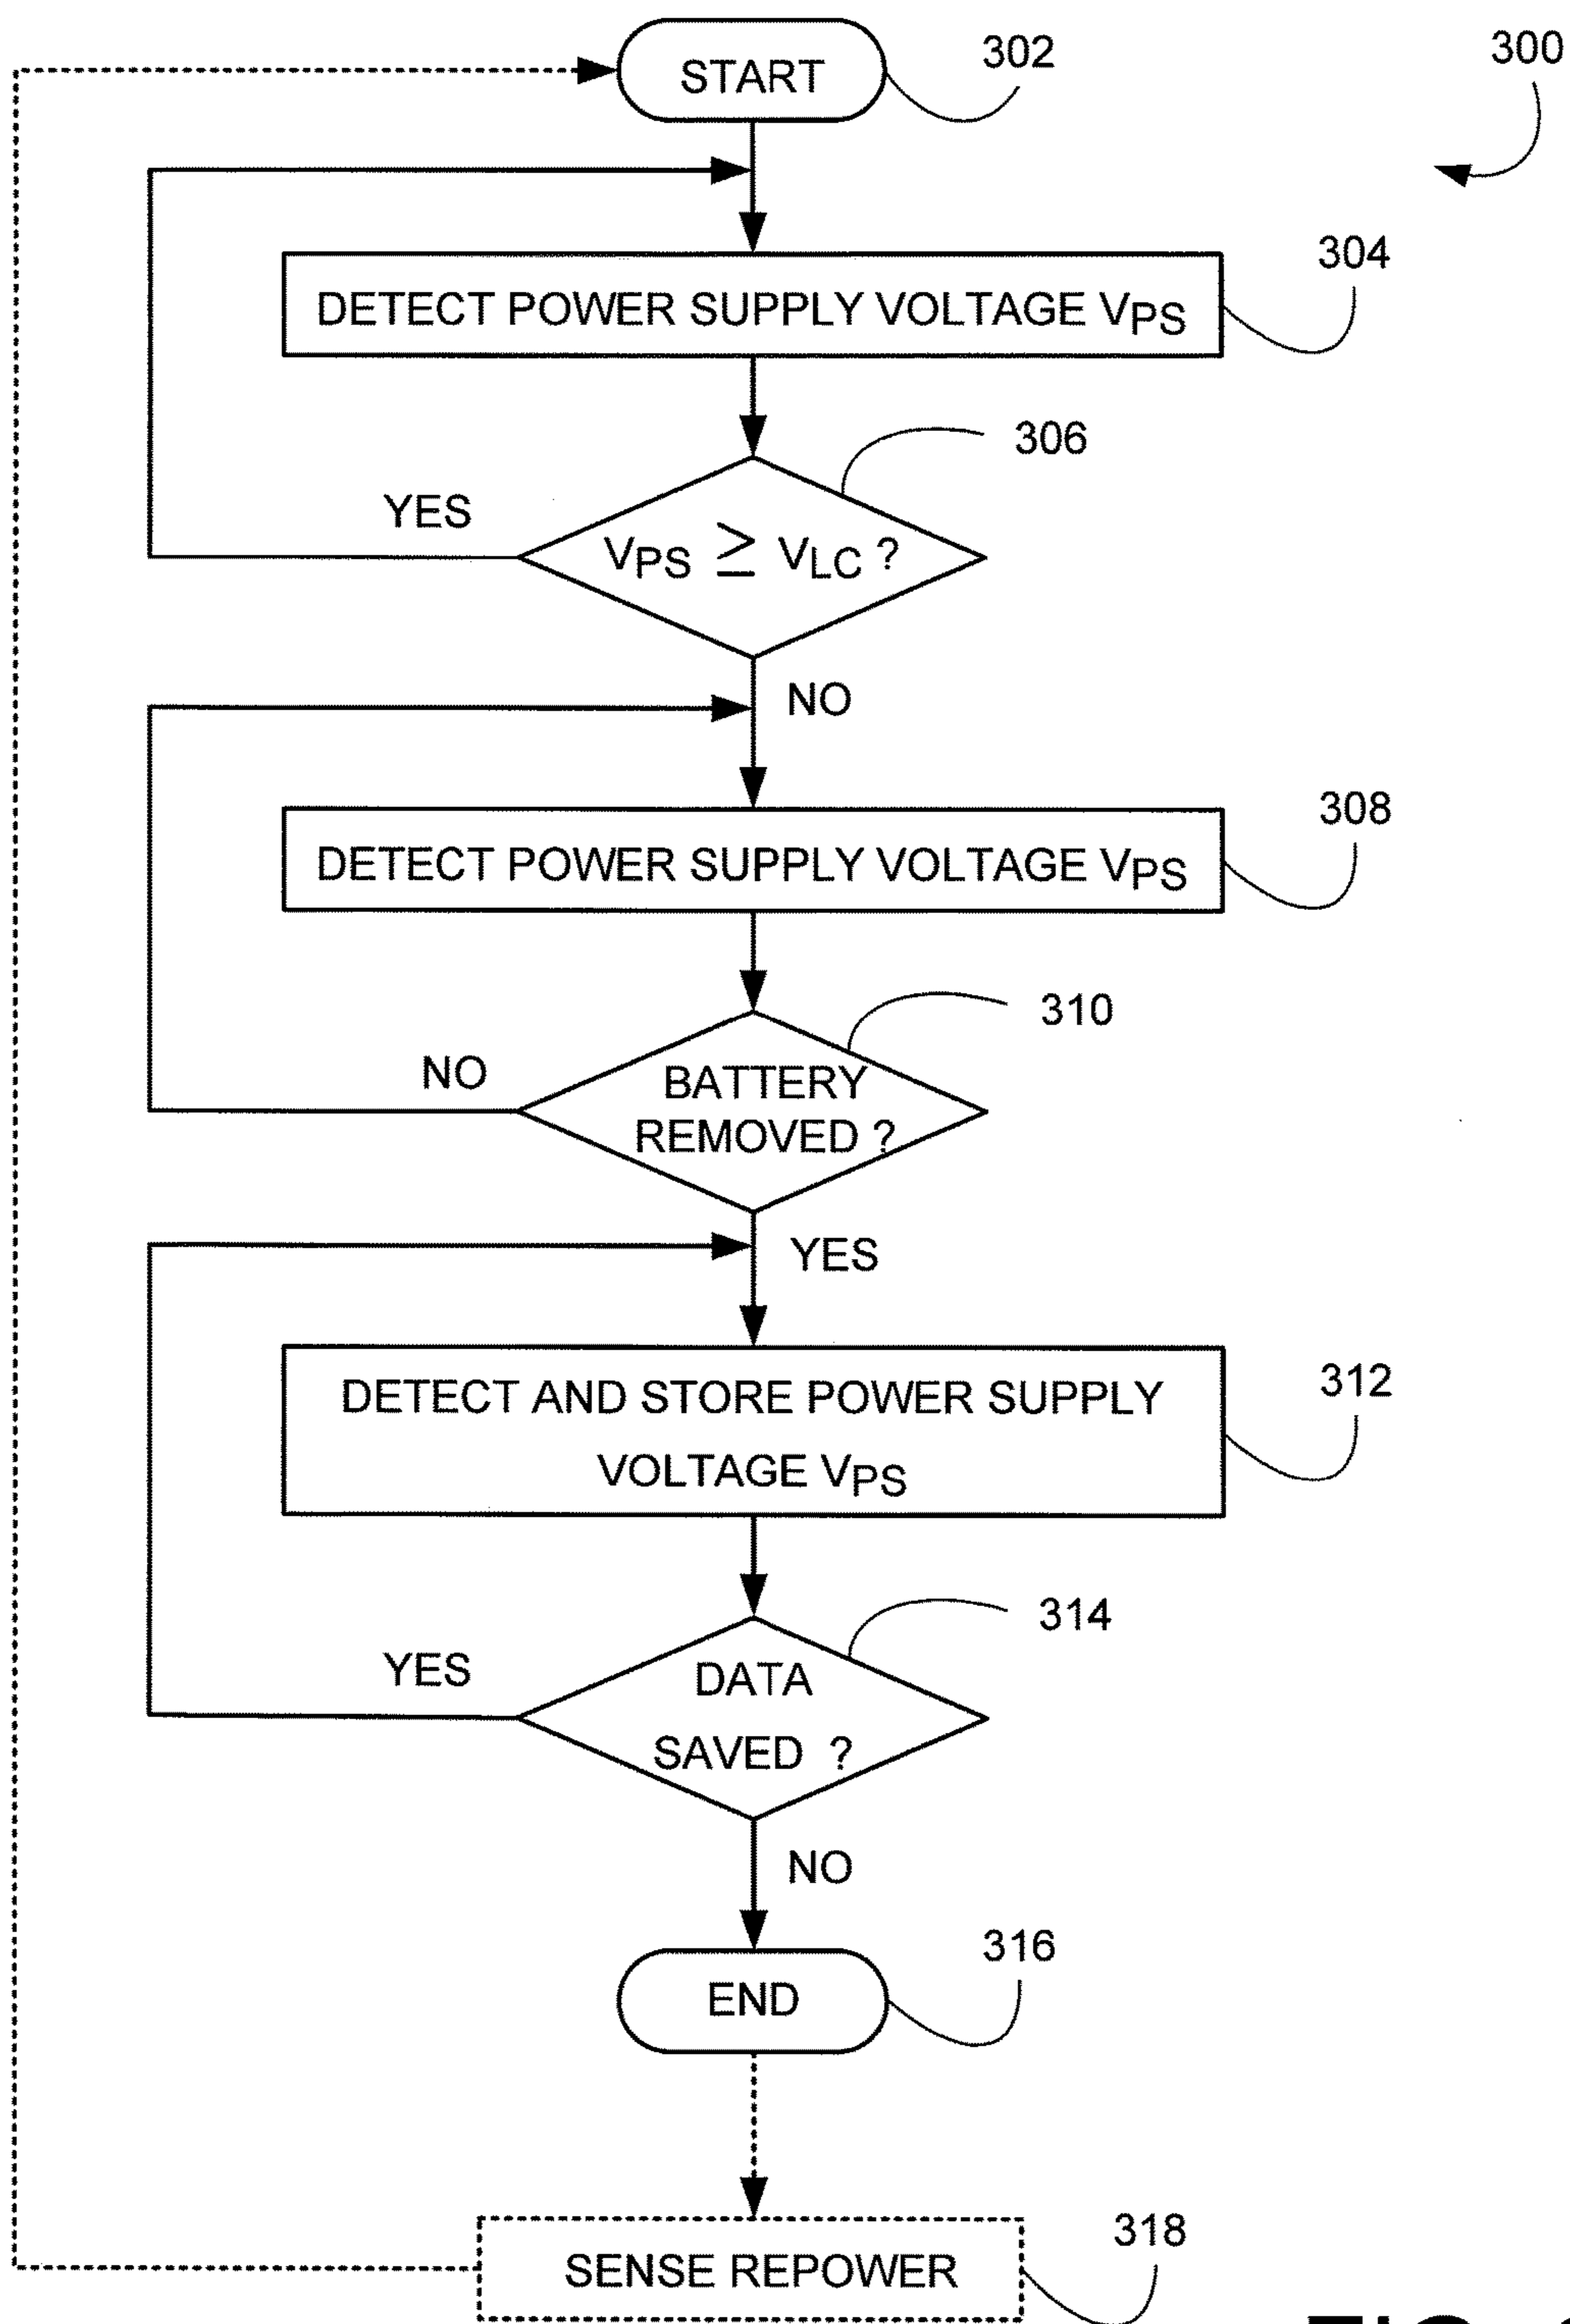 START
302
300
DETECT POWER SUPPLY VOLTAGE VPS
304
306
YES
VPS ≥ VLC ?
NO
DETECT POWER SUPPLY VOLTAGE VPS
308
310
NO
BATTERY
REMOVED ?
YES
DETECT AND STORE POWER SUPPLY
VOLTAGE VPS
312
314
YES
DATA
SAVED ?
NO
316
END
318
SENSE REPOWER